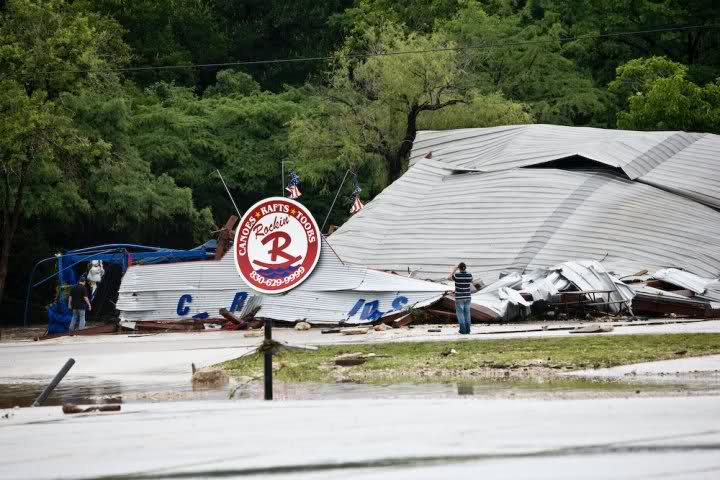 CANOES ★ RAFTS ★ TOOBS
Rockin
R
830-629-9999